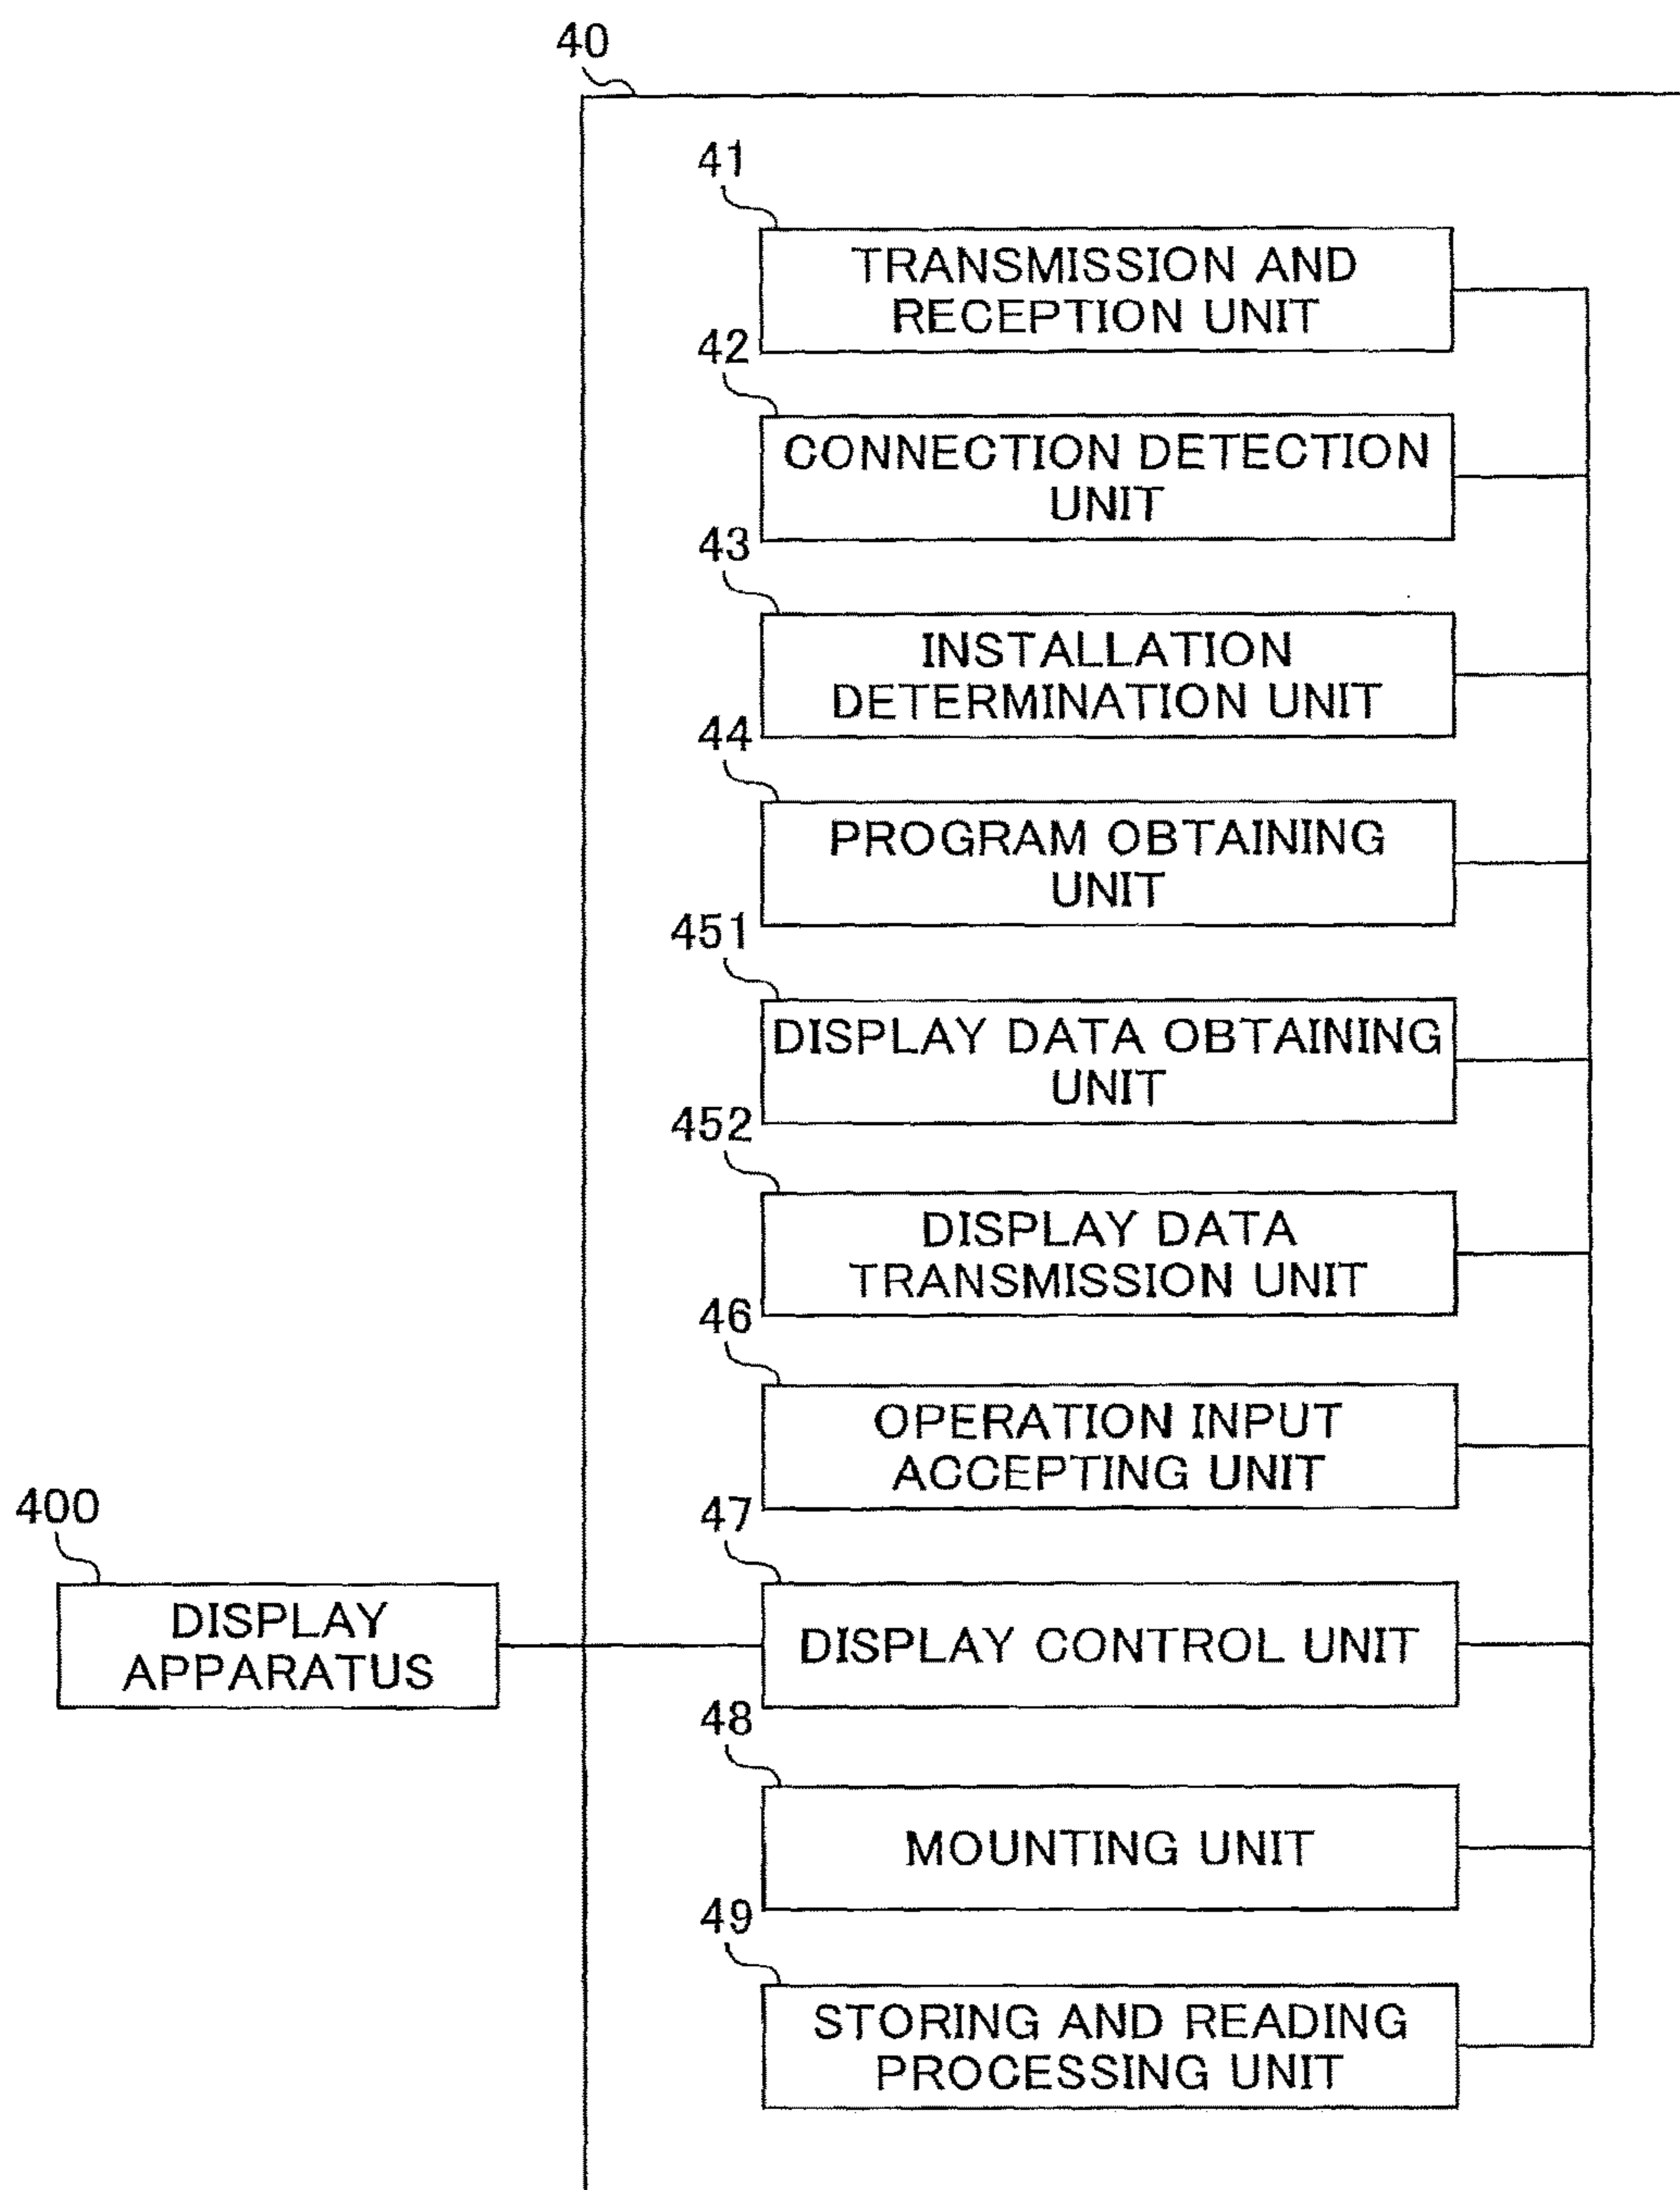 40
41
TRANSMISSION AND
RECEPTION UNIT
42
CONNECTION DETECTION
UNIT
43
INSTALLATION
DETERMINATION UNIT
44
PROGRAM OBTAINING
UNIT
451
DISPLAY DATA OBTAINING
UNIT
452
DISPLAY DATA
TRANSMISSION UNIT
46
OPERATION INPUT
ACCEPTING UNIT
400
DISPLAY
APPARATUS
47
DISPLAY CONTROL UNIT
48
MOUNTING UNIT
49
STORING AND READING
PROCESSING UNIT